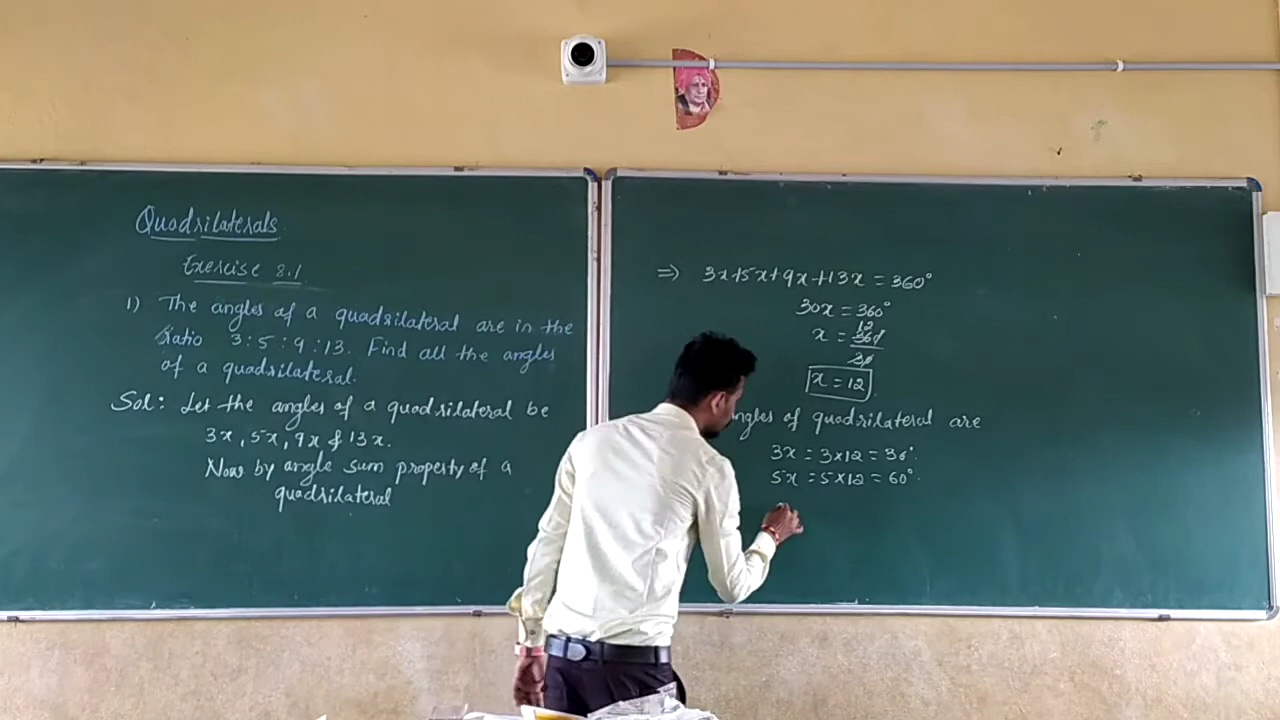 Quadrilaterals
Exercise 8.1
1) The angles of a quadrilateral are in the
ratio 3:5:9:13. Find all the angles
of a quadrilateral.
Sol: Let the angles of a quadrilateral be
3x, 5x, 9x & 13x.
Now by angle sum property of a
quadrilateral
⇒ 3x+5x+9x+13x = 360°
30x = 360°
12
x = 360
30
x = 12
ngles of quadrilateral are
3x = 3×12 = 36°.
5x = 5×12 = 60°.